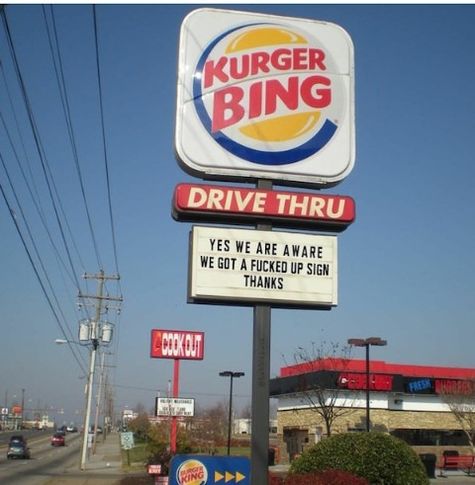 KURGER
BING
DRIVE THRU
YES WE ARE AWARE
WE GOT A FUCKED UP SIGN
THANKS
COOK OUT
FRESH
BURGER
KING